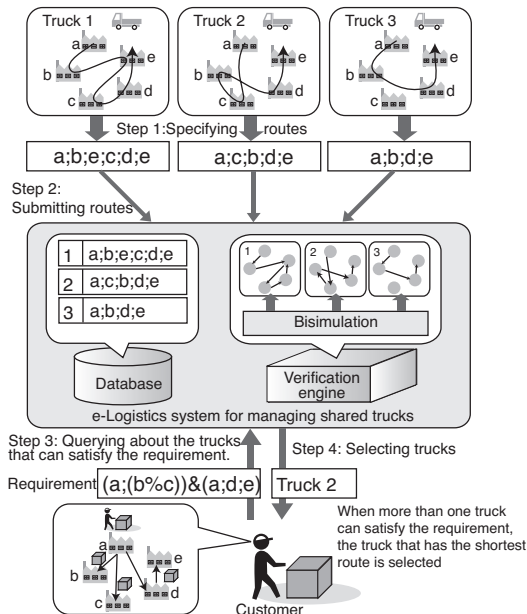 Truck 1
a
b
e
d
c
Truck 2
a
b
e
d
c
Truck 3
a
b
e
d
c
Step 1:Specifying routes
a;b;e;c;d;e
a;c;b;d;e
a;b;d;e
Step 2:
Submitting routes
1 a;b;e;c;d;e
2 a;c;b;d;e
3 a;b;d;e
1
2
3
Bisimulation
Database
Verification
engine
e-Logistics system for managing shared trucks
Step 3: Querying about the trucks
that can satisfy the requirement.
Step 4: Selecting trucks
Requirement (a;(b%c))&(a;d;e)
Truck 2
When more than one truck
can satisfy the requirement,
the truck that has the shortest
route is selected
a
b
e
c
d
Customer